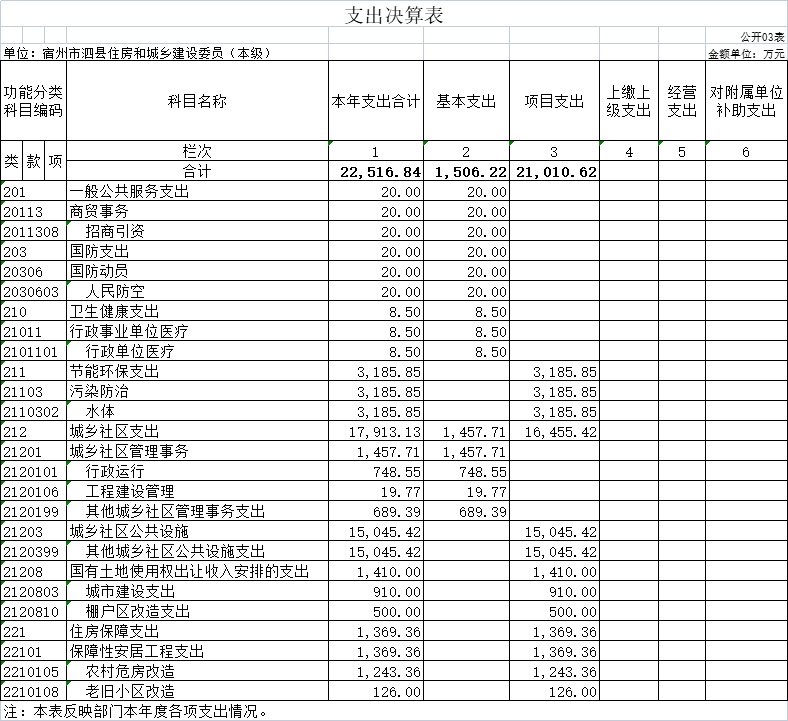 支出决算表
公开03表
单位：宿州市泗县住房和城乡建设委员（本级） 金额单位：万元
功能分类科目编码 科目名称 本年支出合计 基本支出 项目支出 上缴上级支出 经营支出 对附属单位补助支出
类 款 项 栏次 1 2 3 4 5 6
合计 22,516.84 1,506.22 21,010.62
201 一般公共服务支出 20.00 20.00
20113 商贸事务 20.00 20.00
2011308 招商引资 20.00 20.00
203 国防支出 20.00 20.00
20306 国防动员 20.00 20.00
2030603 人民防空 20.00 20.00
210 卫生健康支出 8.50 8.50
21011 行政事业单位医疗 8.50 8.50
2101101 行政单位医疗 8.50 8.50
211 节能环保支出 3,185.85 3,185.85
21103 污染防治 3,185.85 3,185.85
2110302 水体 3,185.85 3,185.85
212 城乡社区支出 17,913.13 1,457.71 16,455.42
21201 城乡社区管理事务 1,457.71 1,457.71
2120101 行政运行 748.55 748.55
2120106 工程建设管理 19.77 19.77
2120199 其他城乡社区管理事务支出 689.39 689.39
21203 城乡社区公共设施 15,045.42 15,045.42
2120399 其他城乡社区公共设施支出 15,045.42 15,045.42
21208 国有土地使用权出让收入安排的支出 1,410.00 1,410.00
2120803 城市建设支出 910.00 910.00
2120810 棚户区改造支出 500.00 500.00
221 住房保障支出 1,369.36 1,369.36
22101 保障性安居工程支出 1,369.36 1,369.36
2210105 农村危房改造 1,243.36 1,243.36
2210108 老旧小区改造 126.00 126.00
注：本表反映部门本年度各项支出情况。